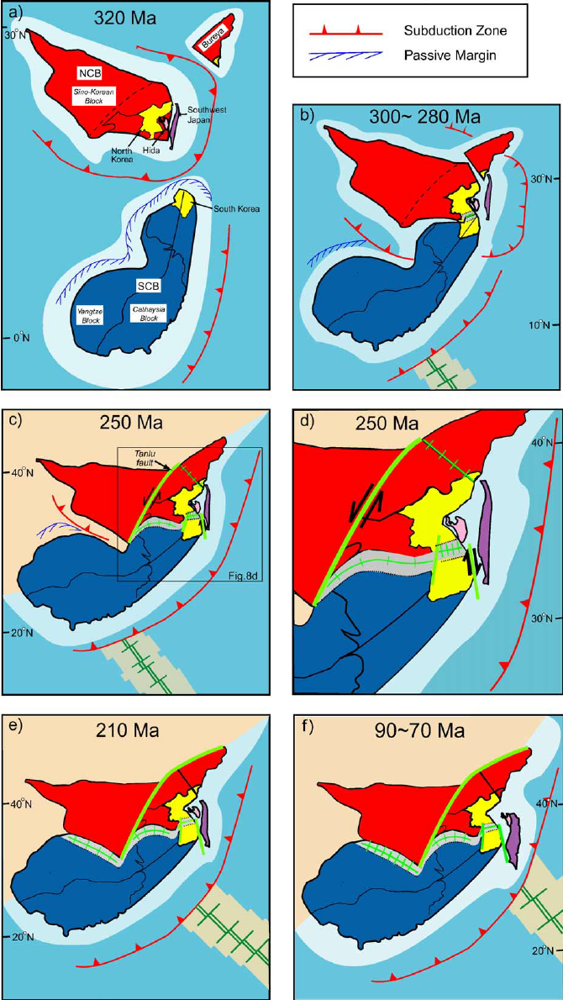 a)
320 Ma
30°N
Bureya
NCB
Sino-Korean
Block
Southwest
Japan
North
Korea
Hida
South Korea
SCB
Yangtze
Block
Cathaysia
Block
0°N
Subduction Zone
Passive Margin
b)
300~ 280 Ma
30°N
10°N
c)
250 Ma
Tanlu
fault
40°N
Fig.8d
20°N
d)
250 Ma
40°N
30°N
e)
210 Ma
40°N
20°N
f)
90~70 Ma
40°N
20°N